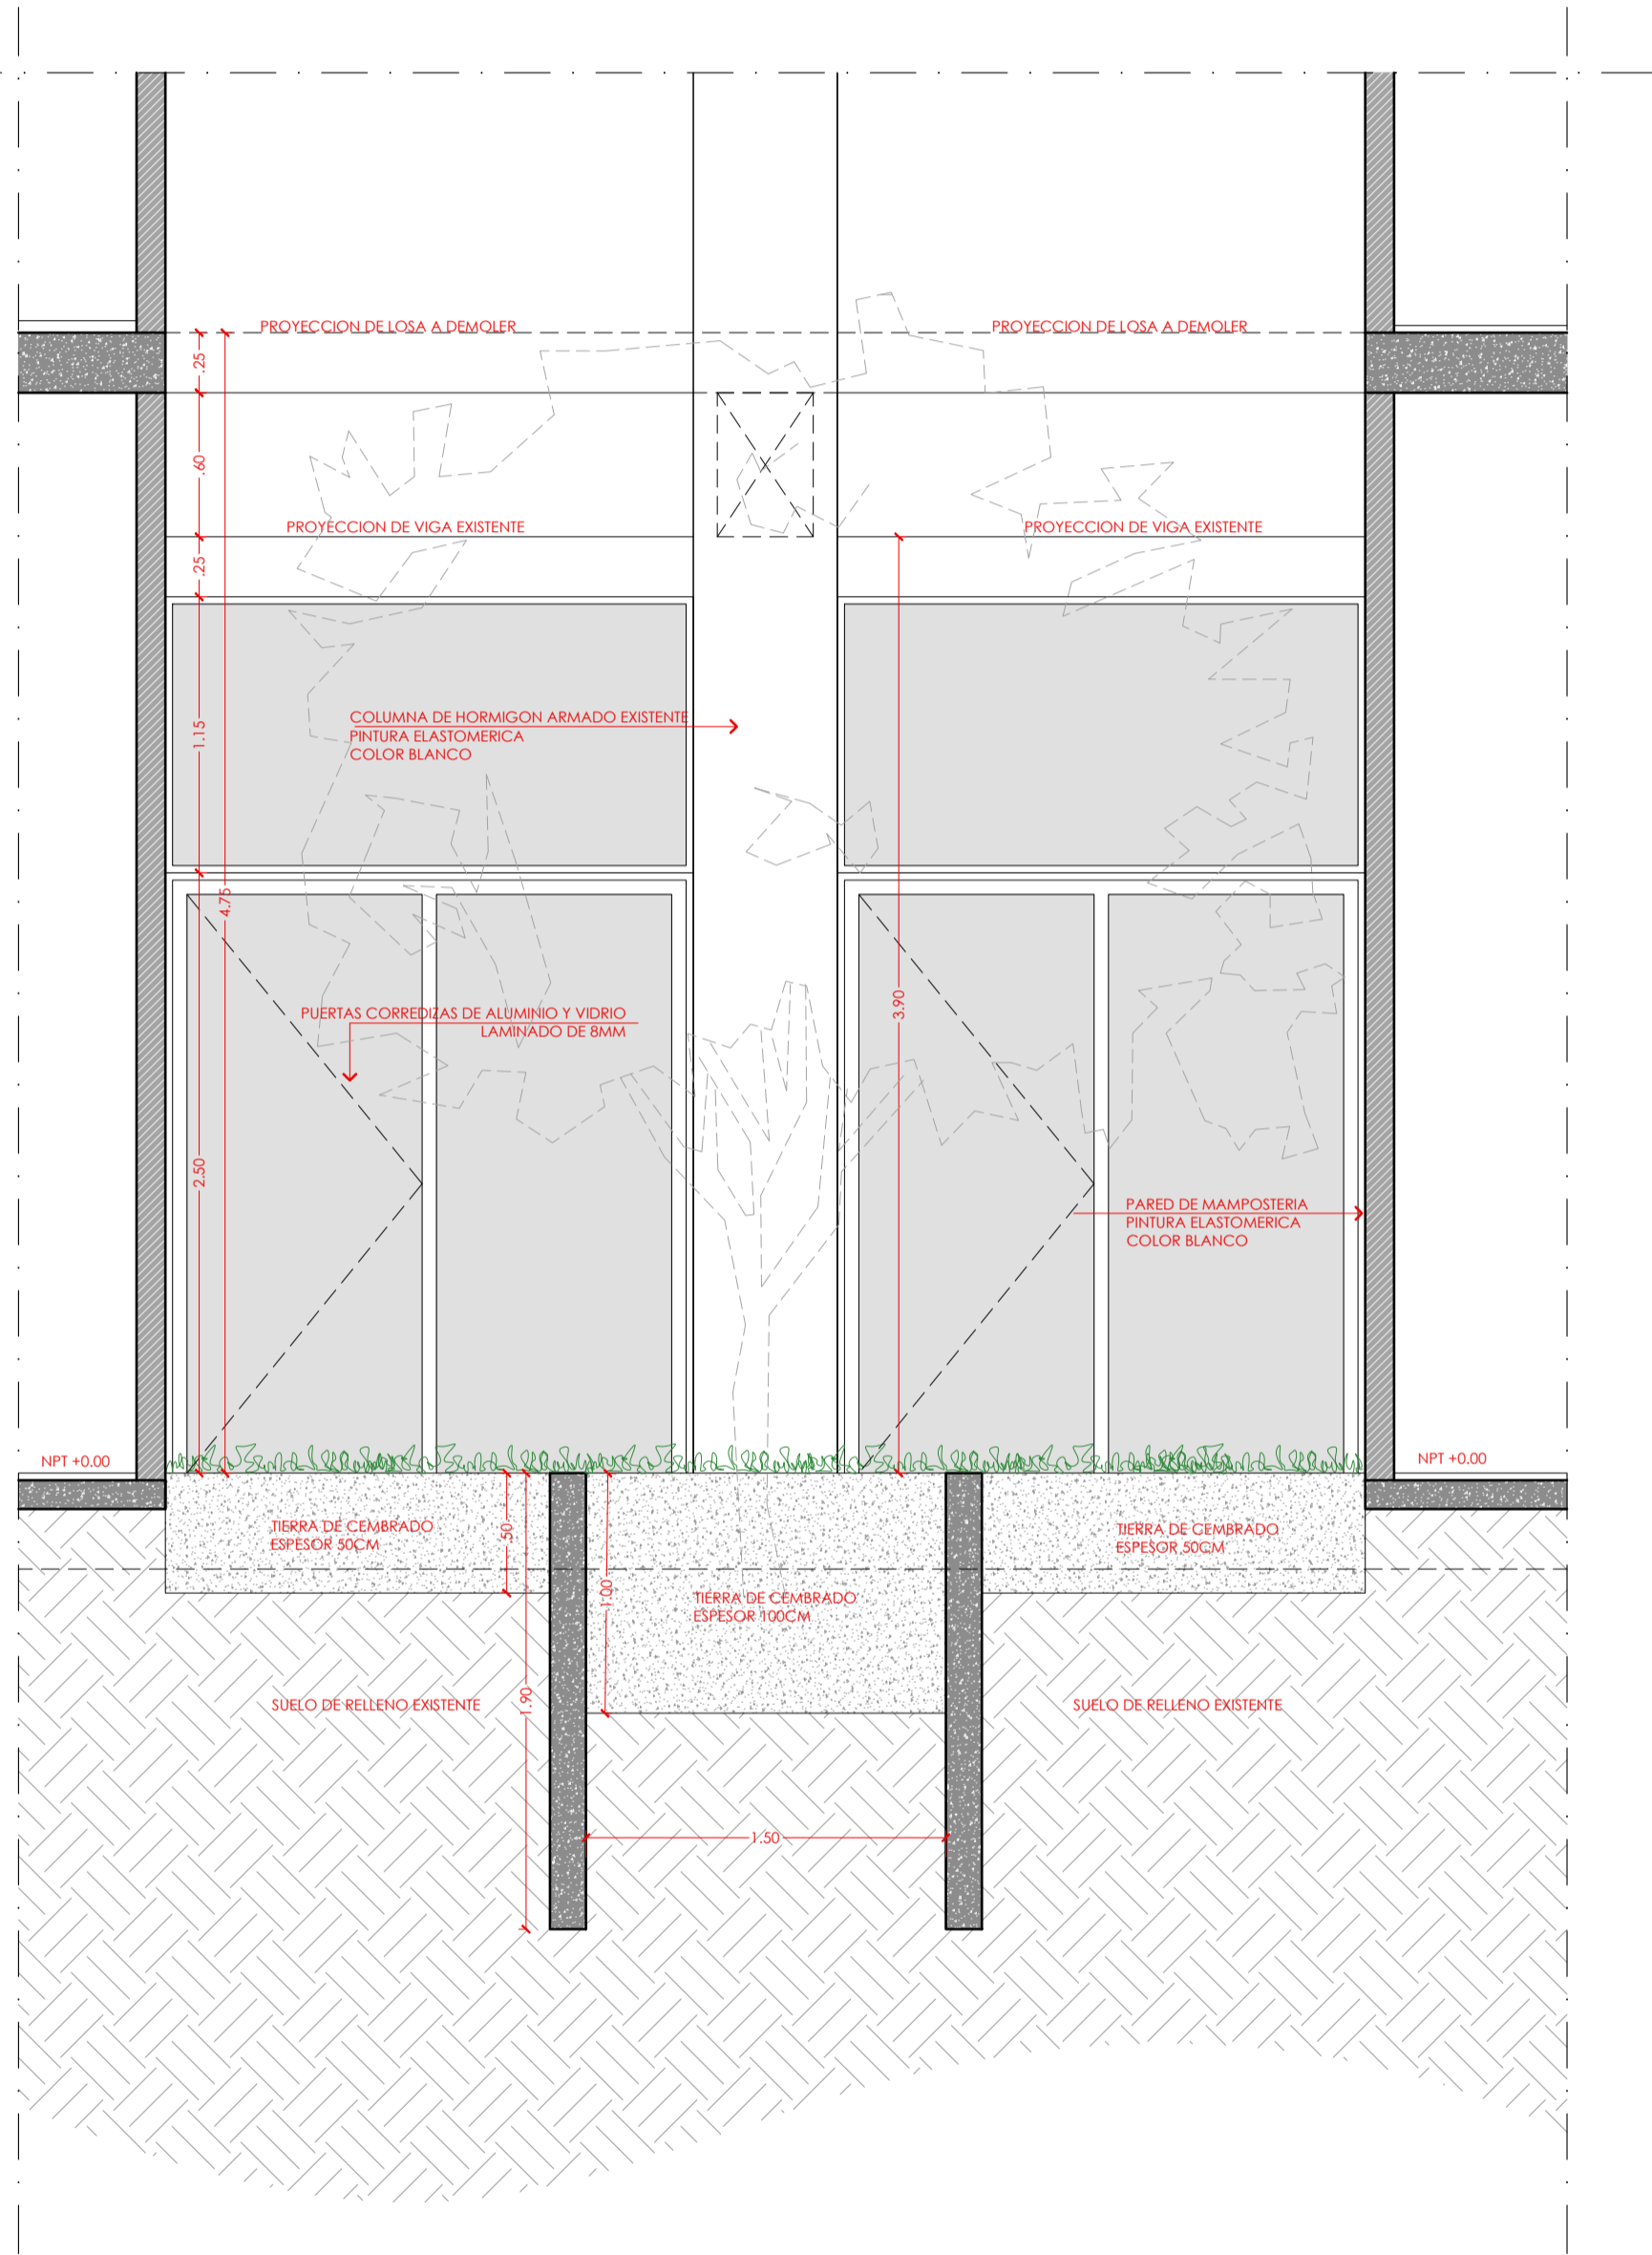 PROYECCION DE LOSA A DEMOLER
PROYECCION DE LOSA A DEMOLER
.25
.60
PROYECCION DE VIGA EXISTENTE
PROYECCION DE VIGA EXISTENTE
.25
COLUMNA DE HORMIGON ARMADO EXISTENTE
PINTURA ELASTOMERICA
COLOR BLANCO
1.15
4.75
3.90
PUERTAS CORREDIZAS DE ALUMINIO Y VIDRIO
LAMINADO DE 8MM
2.50
PARED DE MAMPOSTERIA
PINTURA ELASTOMERICA
COLOR BLANCO
NPT +0.00
NPT +0.00
TIERRA DE CEMBRADO
ESPESOR 50CM
.50
TIERRA DE CEMBRADO
ESPESOR 50CM
1.00
TIERRA DE CEMBRADO
ESPESOR 100CM
SUELO DE RELLENO EXISTENTE
1.90
SUELO DE RELLENO EXISTENTE
1.50